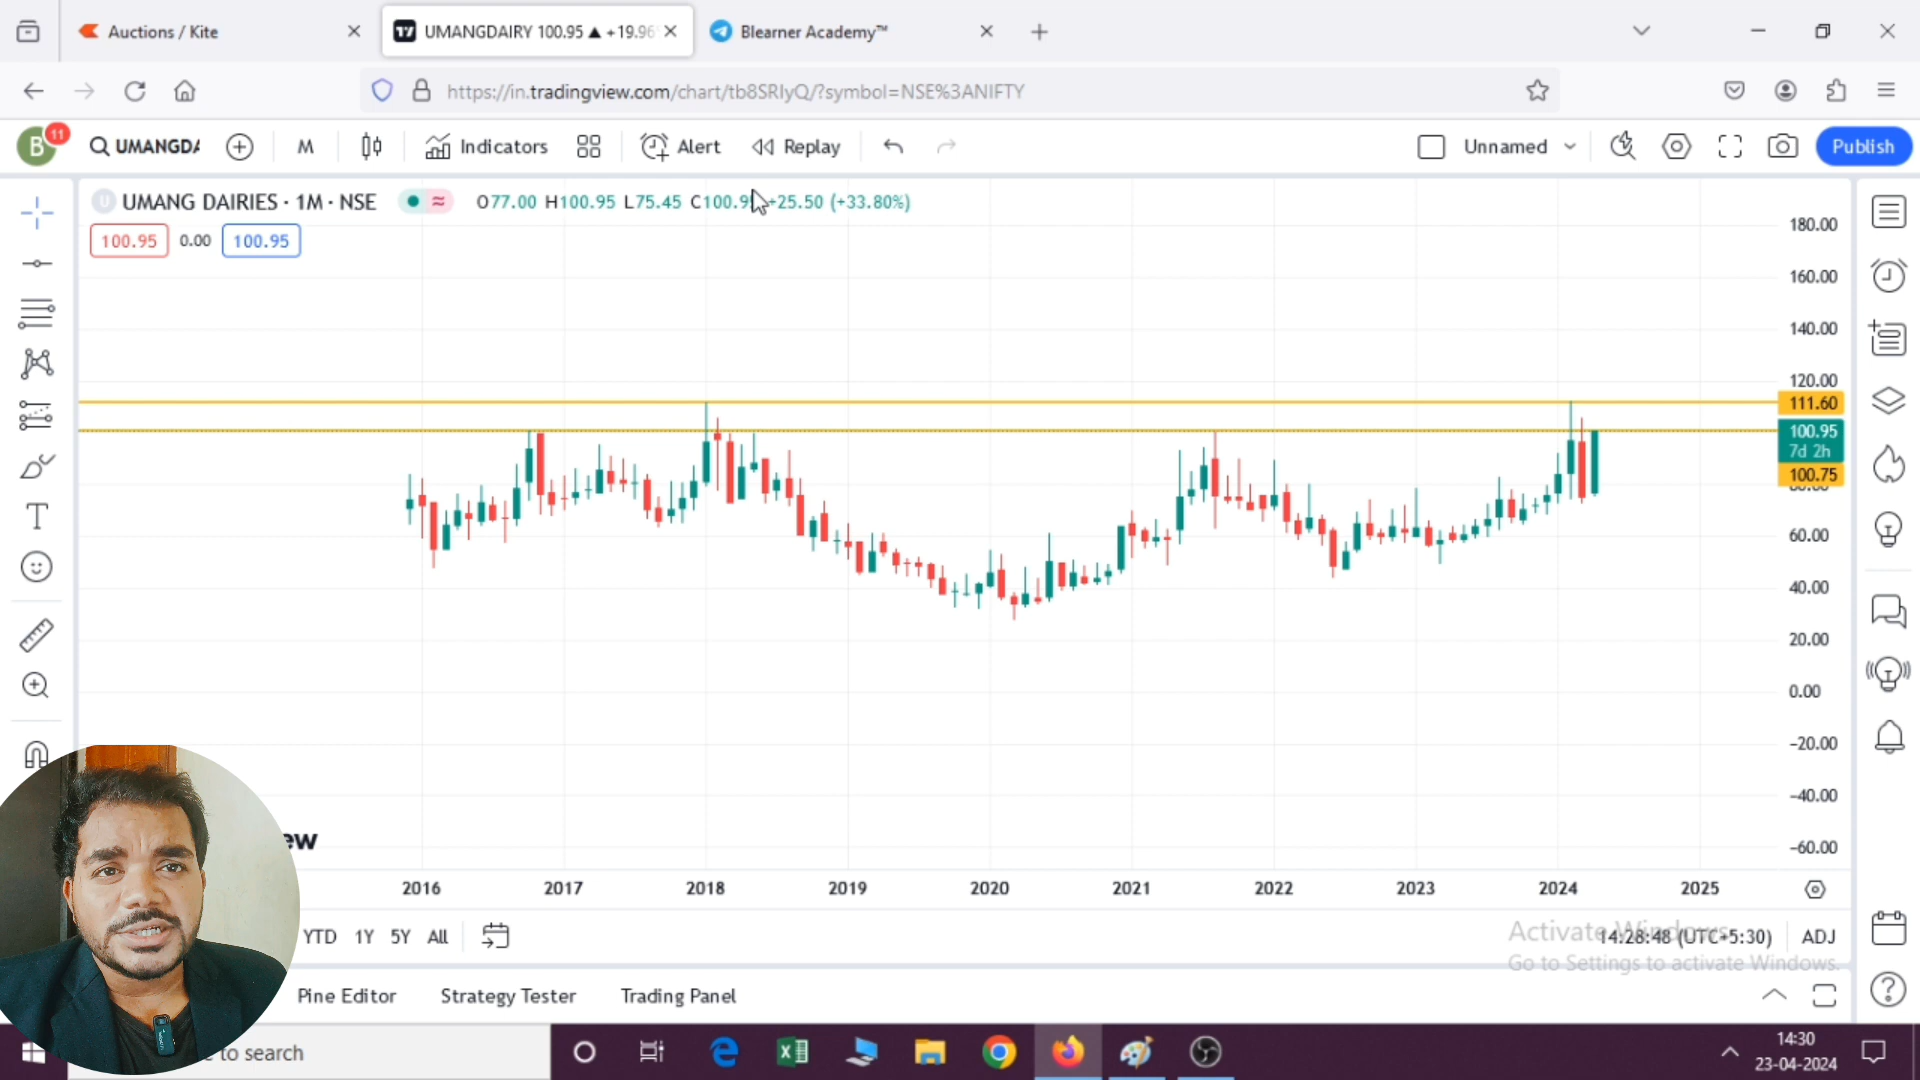 Auctions / Kite
UMANGDAIRY 100.95 ▲ +19.96
Blearner Academy™
https://in.tradingview.com/chart/tb8SRIyQ/?symbol=NSE%3ANIFTY
B
11
UMANGDA
M
Indicators
Alert
Replay
Unnamed
Publish
U
UMANG DAIRIES · 1M · NSE
O77.00 H100.95 L75.45 +25.50 (+33.80%)
100.95
0.00
100.95
180.00
160.00
140.00
120.00
111.60
100.95
7d 2h
100.75
60.00
40.00
20.00
0.00
−20.00
−40.00
−60.00
2016
2017
2018
2019
2020
2021
2022
2023
2024
2025
YTD
1Y
5Y
All
14:28:48 (UTC+5:30)
ADJ
Activate Windows
Go to Settings to activate Windows.
Pine Editor
Strategy Tester
Trading Panel
to search
14:30
23-04-2024